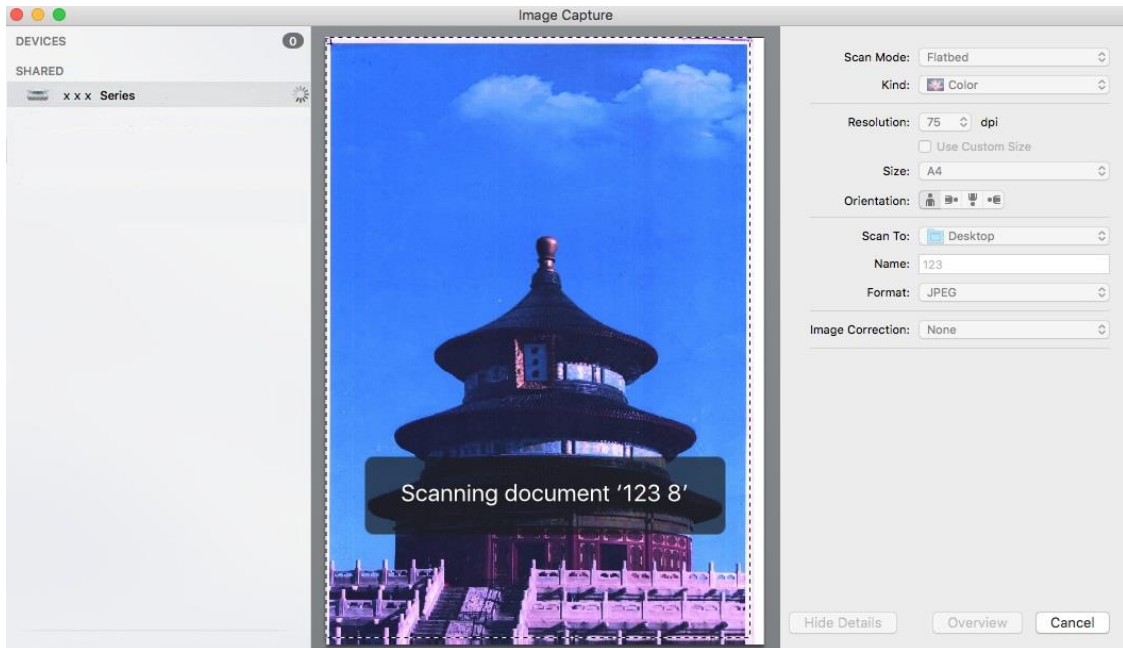 Image Capture
DEVICES
0
SHARED
x x x Series
Scan Mode: Flatbed
Kind: Color
Resolution: 75 dpi
Use Custom Size
Size: A4
Orientation:
Scan To: Desktop
Name: 123
Format: JPEG
Image Correction: None
Scanning document '123 8'
Hide Details
Overview
Cancel